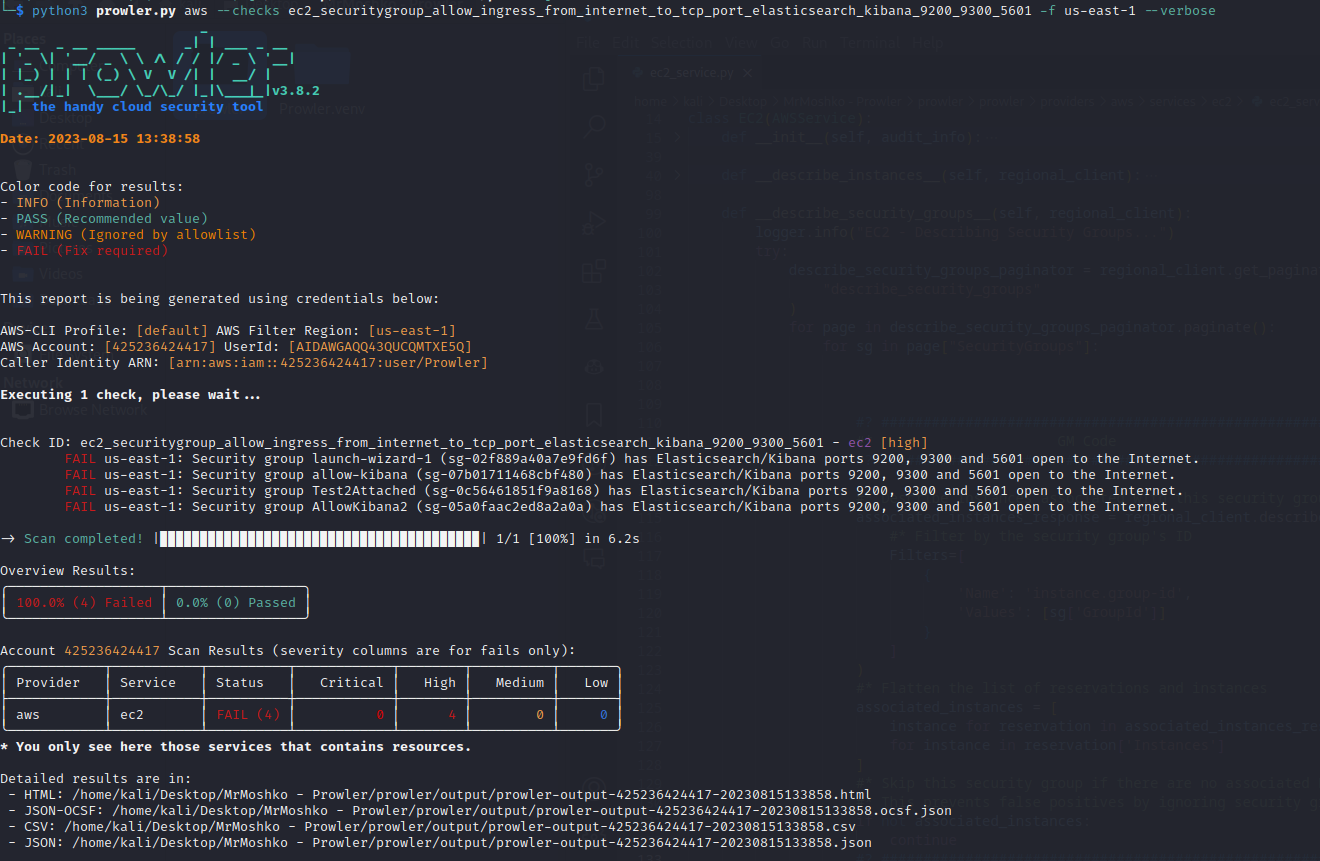 └─$ python3 prowler.py aws --checks ec2_securitygroup_allow_ingress_from_internet_to_tcp_port_elasticsearch_kibana_9200_9300_5601 -f us-east-1 --verbose
prowler v3.8.2
the handy cloud security tool
Date: 2023-08-15 13:38:58
Color code for results:
- INFO (Information)
- PASS (Recommended value)
- WARNING (Ignored by allowlist)
- FAIL (Fix required)
This report is being generated using credentials below:
AWS-CLI Profile: [default] AWS Filter Region: [us-east-1]
AWS Account: [425236424417] UserId: [AIDAWGAQQ43QUCQMTXE5Q]
Caller Identity ARN: [arn:aws:iam::425236424417:user/Prowler]
Executing 1 check, please wait...
Check ID: ec2_securitygroup_allow_ingress_from_internet_to_tcp_port_elasticsearch_kibana_9200_9300_5601 - ec2 [high]
FAIL us-east-1: Security group launch-wizard-1 (sg-02f889a40a7e9fd6f) has Elasticsearch/Kibana ports 9200, 9300 and 5601 open to the Internet.
FAIL us-east-1: Security group allow-kibana (sg-07b01711468cbf480) has Elasticsearch/Kibana ports 9200, 9300 and 5601 open to the Internet.
FAIL us-east-1: Security group Test2Attached (sg-0c56461851f9a8168) has Elasticsearch/Kibana ports 9200, 9300 and 5601 open to the Internet.
FAIL us-east-1: Security group AllowKibana2 (sg-05a0faac2ed8a2a0a) has Elasticsearch/Kibana ports 9200, 9300 and 5601 open to the Internet.
→ Scan completed! |████████████████████████████████████████| 1/1 [100%] in 6.2s
Overview Results:
100.0% (4) Failed 0.0% (0) Passed
Account 425236424417 Scan Results (severity columns are for fails only):
Provider Service Status Critical High Medium Low
aws ec2 FAIL (4) 0 4 0 0
* You only see here those services that contains resources.
Detailed results are in:
- HTML: /home/kali/Desktop/MrMoshko - Prowler/prowler/output/prowler-output-425236424417-20230815133858.html
- JSON-OCSF: /home/kali/Desktop/MrMoshko - Prowler/prowler/output/prowler-output-425236424417-20230815133858.ocsf.json
- CSV: /home/kali/Desktop/MrMoshko - Prowler/prowler/output/prowler-output-425236424417-20230815133858.csv
- JSON: /home/kali/Desktop/MrMoshko - Prowler/prowler/output/prowler-output-425236424417-20230815133858.json